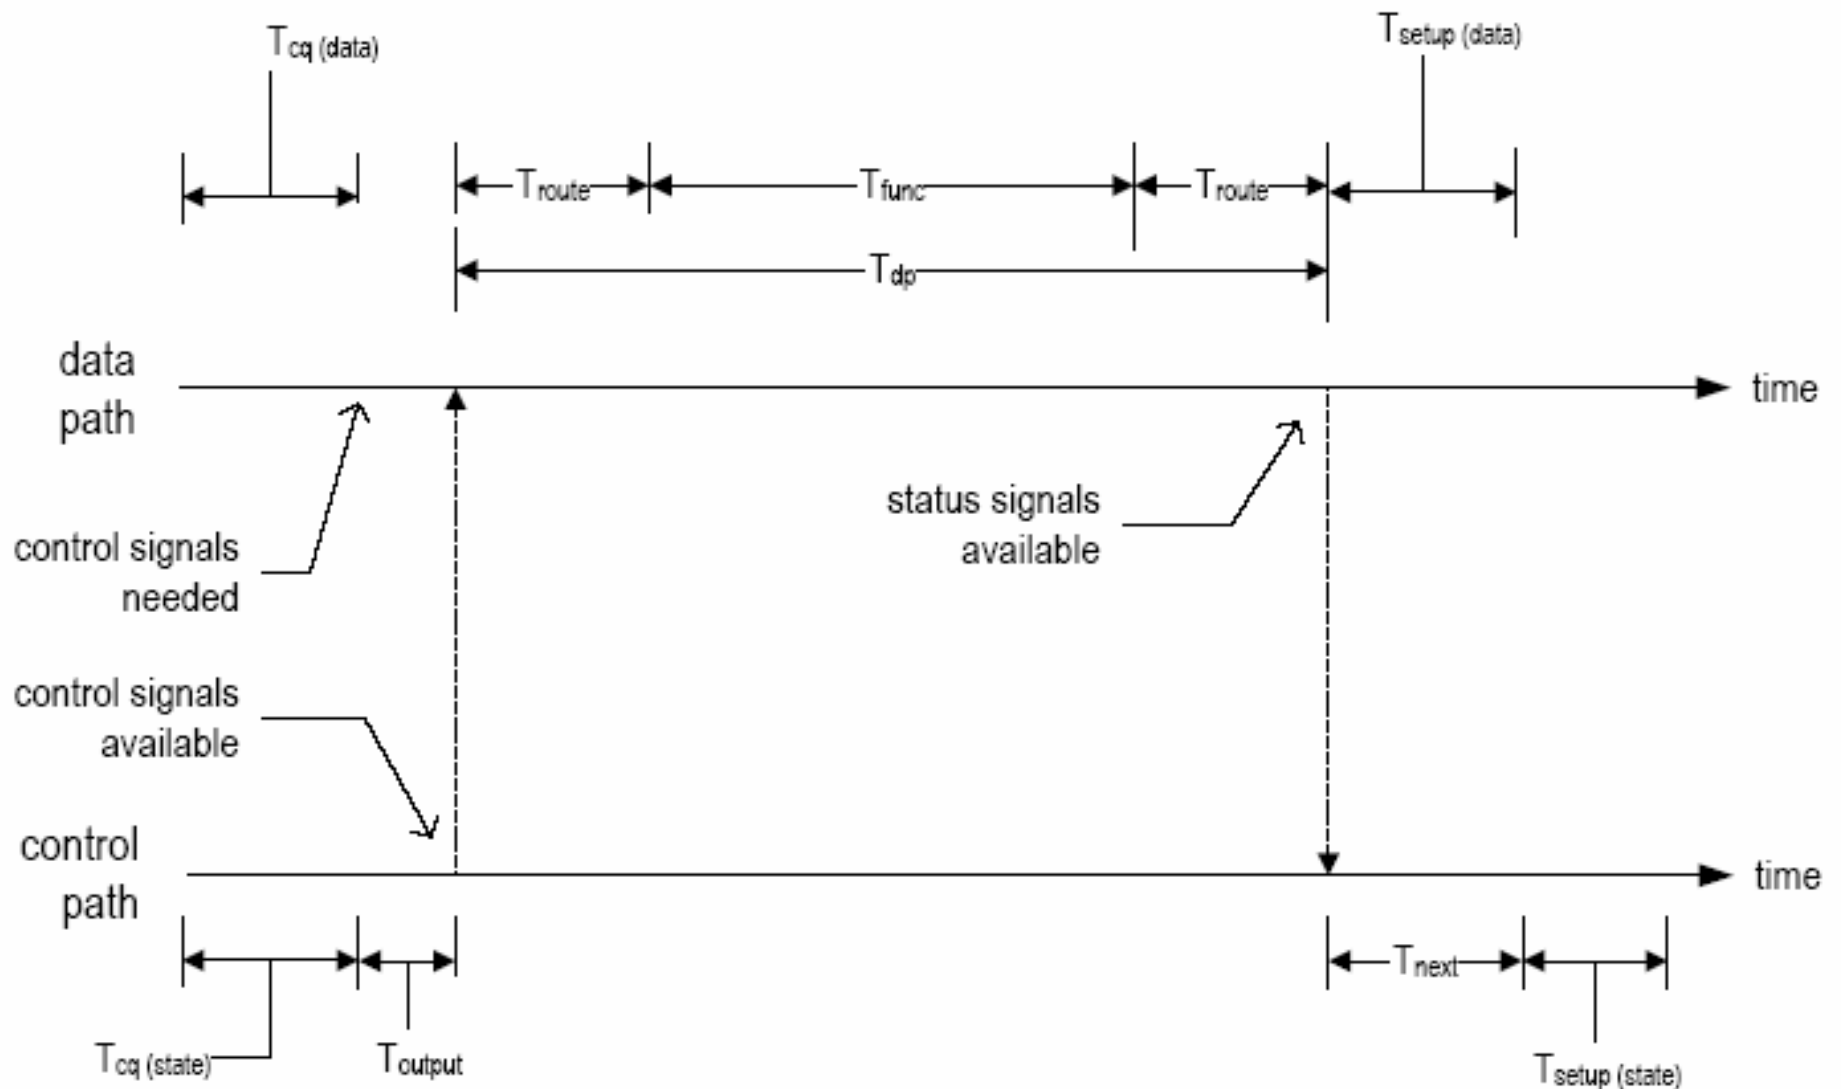 Tcq (data)
Tsetup (data)
Troute
Tfunc
Troute
Tdp
data
path
time
control signals
needed
status signals
available
control signals
available
control
path
time
Tnext
Tcq (state)
Toutput
Tsetup (state)